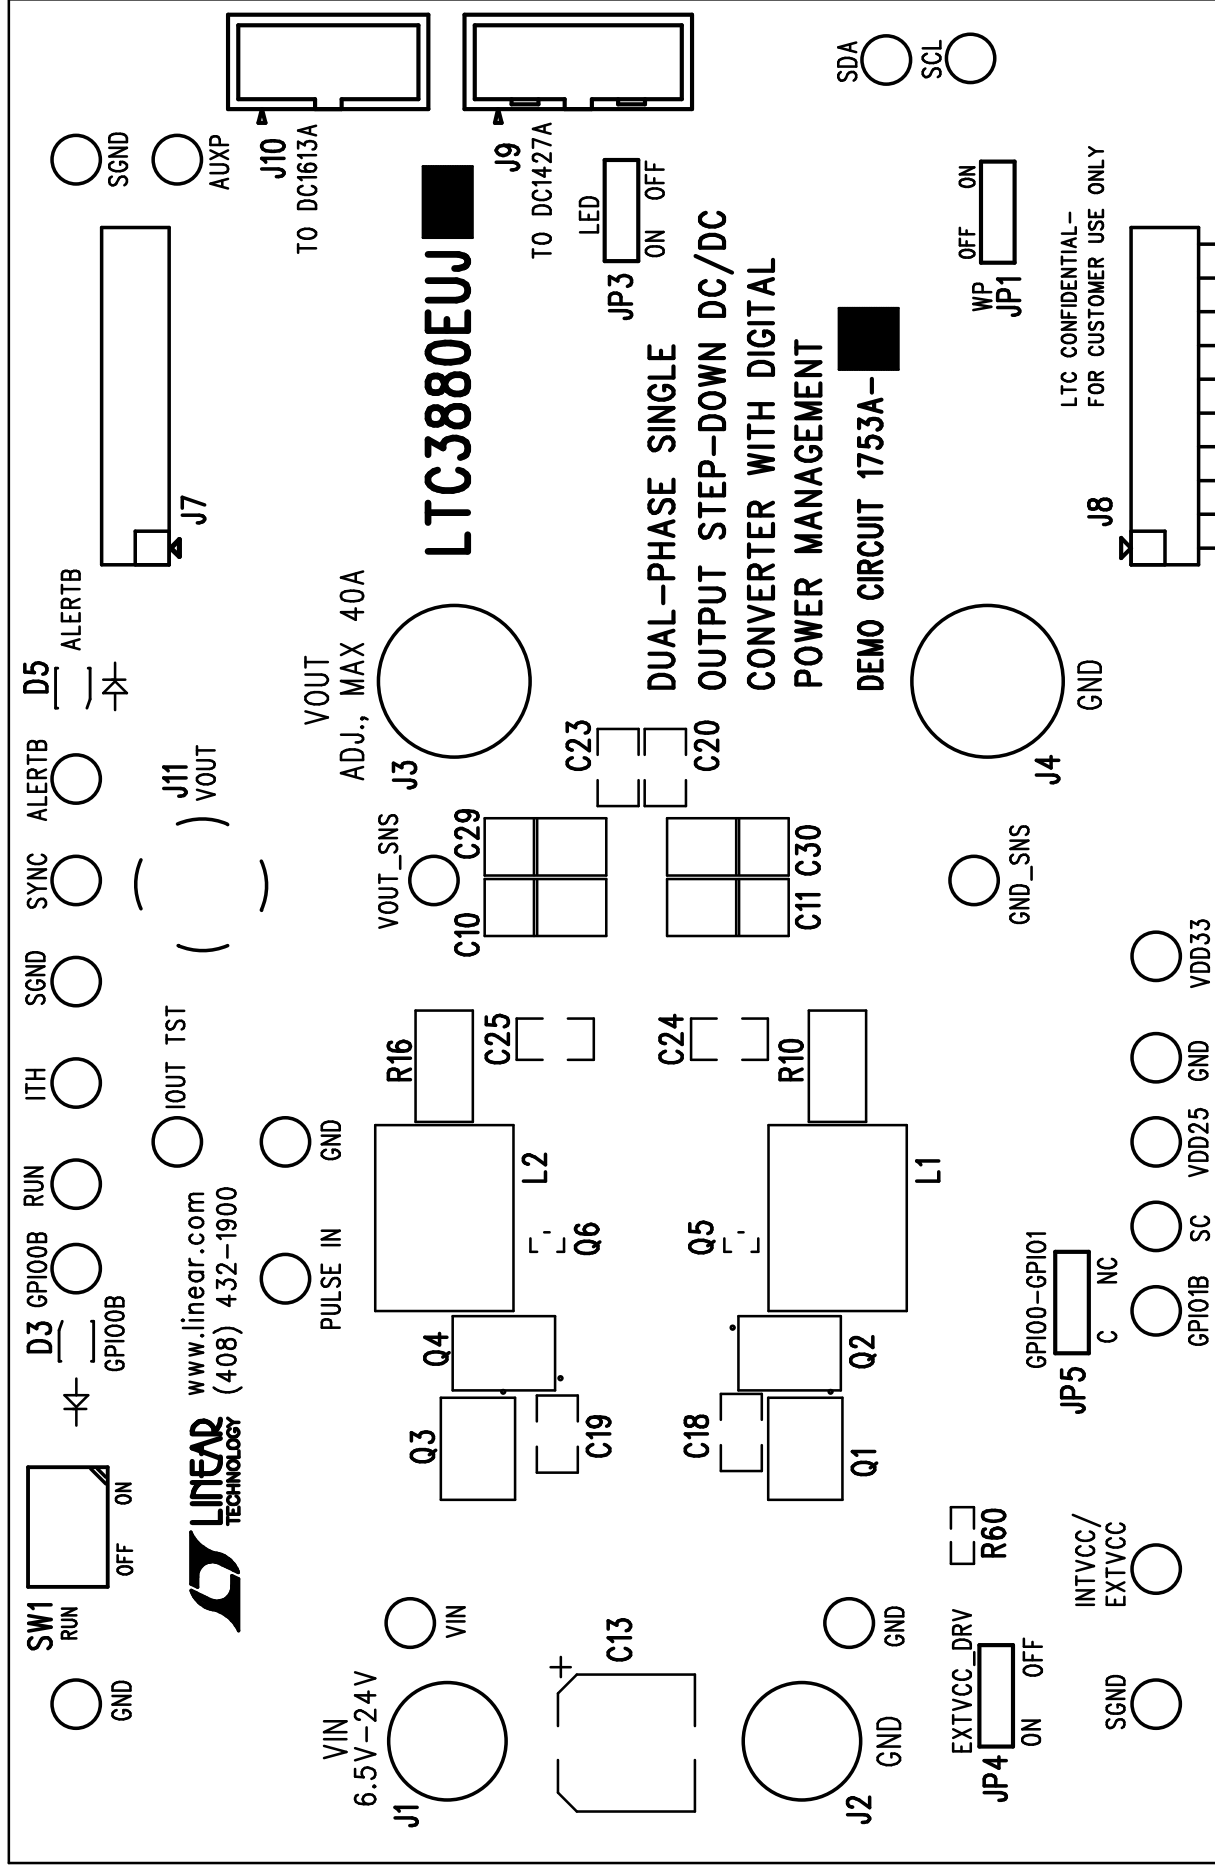 GND
SW1
RUN
OFF
ON
D3
GPIO0B
GPIO0B
RUN
ITH
SGND
SYNC
ALERTB
D5
ALERTB
SGND
AUXP
LINEAR
TECHNOLOGY
www.linear.com
(408) 432-1900
IOUT TST
J11
VOUT
J7
J10
TO DC1613A
PULSE IN
GND
VIN
6.5V-24V
J1
VIN
Q3
Q4
L2
R16
VOUT_SNS
C10
C29
VOUT
ADJ., MAX 40A
J3
LTC3880EUJ
J9
TO DC1427A
+
C13
C19
Q6
C25
C23
LED
JP3
ON
OFF
C18
Q5
C24
C20
DUAL-PHASE SINGLE
OUTPUT STEP-DOWN DC/DC
CONVERTER WITH DIGITAL
POWER MANAGEMENT
DEMO CIRCUIT 1753A-
J2
GND
GND
Q1
Q2
L1
R10
C11
C30
SDA
SCL
EXTVCC_DRV
JP4
ON
OFF
R60
GND_SNS
J4
GND
OFF
ON
WP
JP1
LTC CONFIDENTIAL-
FOR CUSTOMER USE ONLY
GPIO0-GPIO1
JP5
C
NC
J8
SGND
INTVCC/
EXTVCC
GPIO1B
SC
VDD25
GND
VDD33